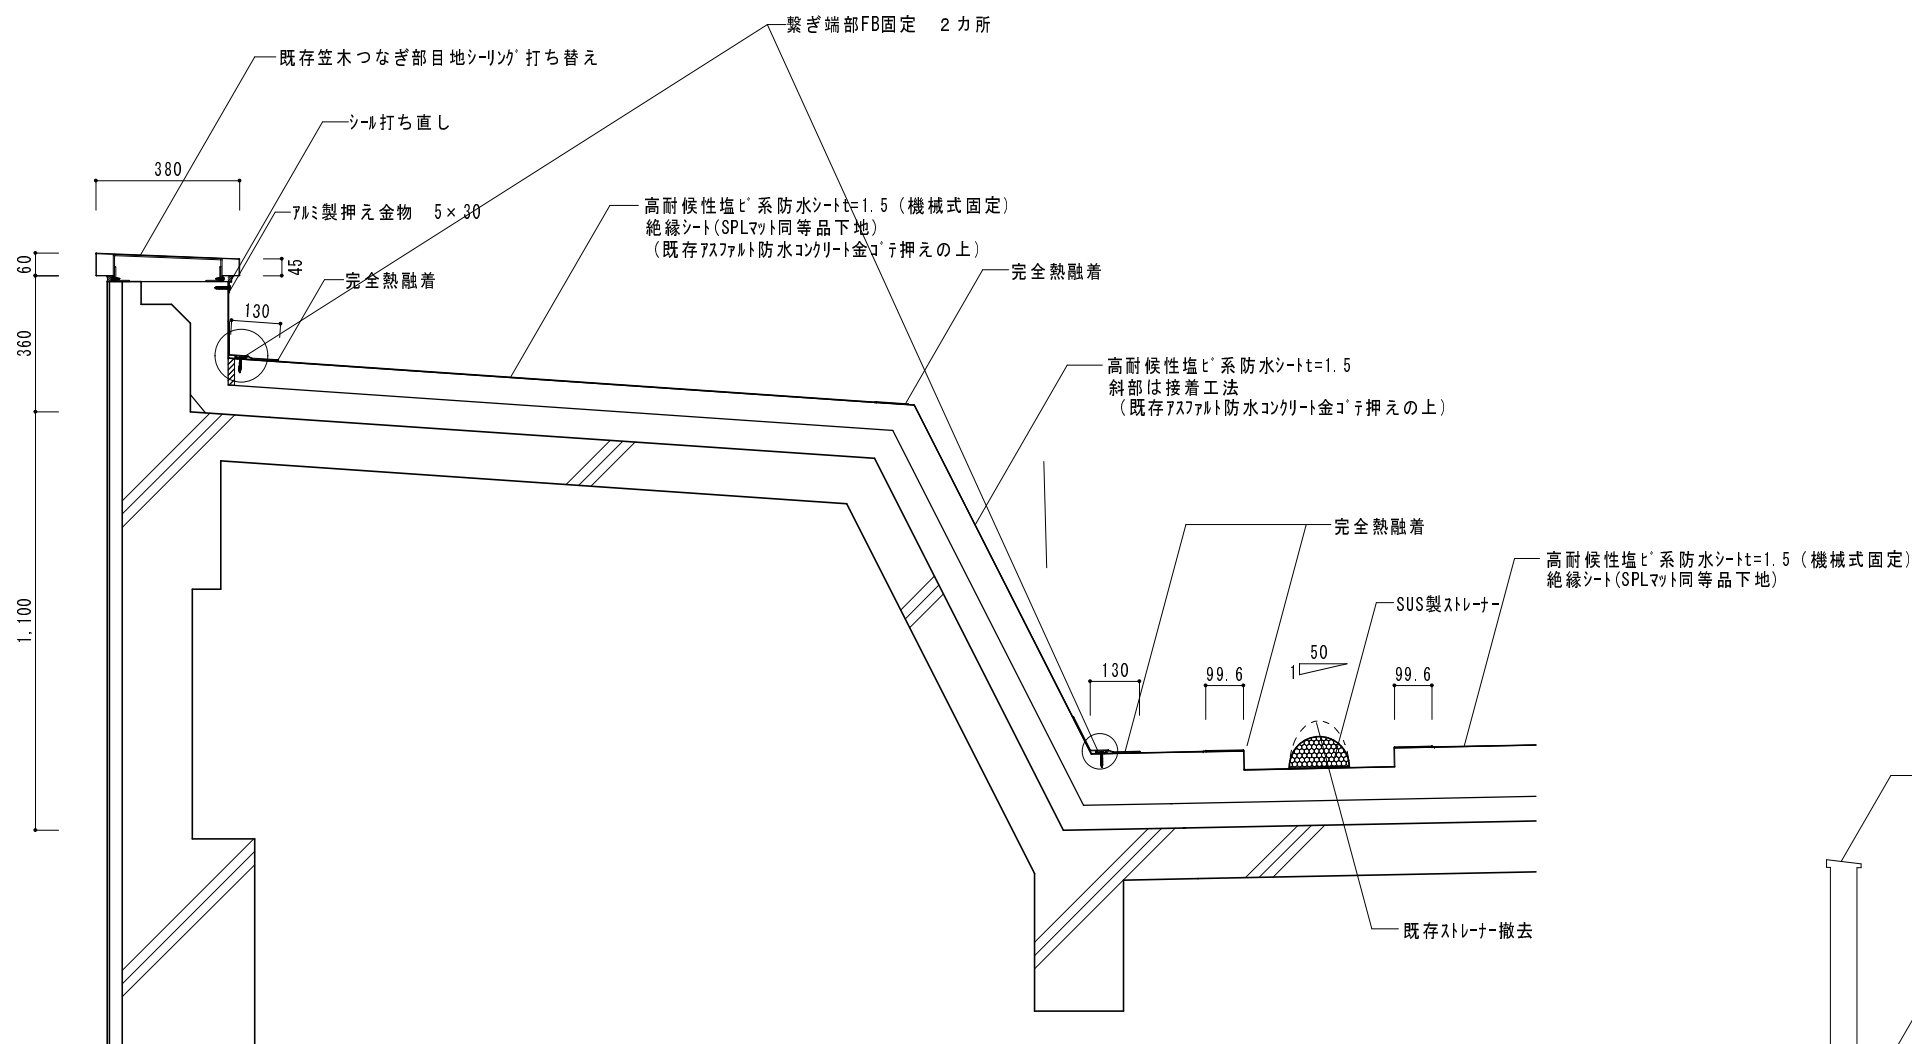 繋ぎ端部FB固定　2カ所
既存笠木つなぎ部目地ｼｰﾘﾝｸﾞ打ち替え
ｼｰﾙ打ち直し
380
ｱﾙﾐ製押え金物　5×30
高耐候性塩ﾋﾞ系防水ｼｰﾄt=1.5（機械式固定）
絶縁ｼｰﾄ(SPLﾏｯﾄ同等品下地)
（既存ｱｽﾌｧﾙﾄ防水ｺﾝｸﾘｰﾄ金ｺﾞﾃ押えの上）
60
45
完全熱融着
完全熱融着
130
360
高耐候性塩ﾋﾞ系防水ｼｰﾄt=1.5
斜部は接着工法
（既存ｱｽﾌｧﾙﾄ防水ｺﾝｸﾘｰﾄ金ｺﾞﾃ押えの上）
完全熱融着
高耐候性塩ﾋﾞ系防水ｼｰﾄt=1.5（機械式固定）
絶縁ｼｰﾄ(SPLﾏｯﾄ同等品下地)
SUS製ｽﾄﾚｰﾅｰ
1,100
50
1
130
99.6
99.6
既存ｽﾄﾚｰﾅｰ撤去